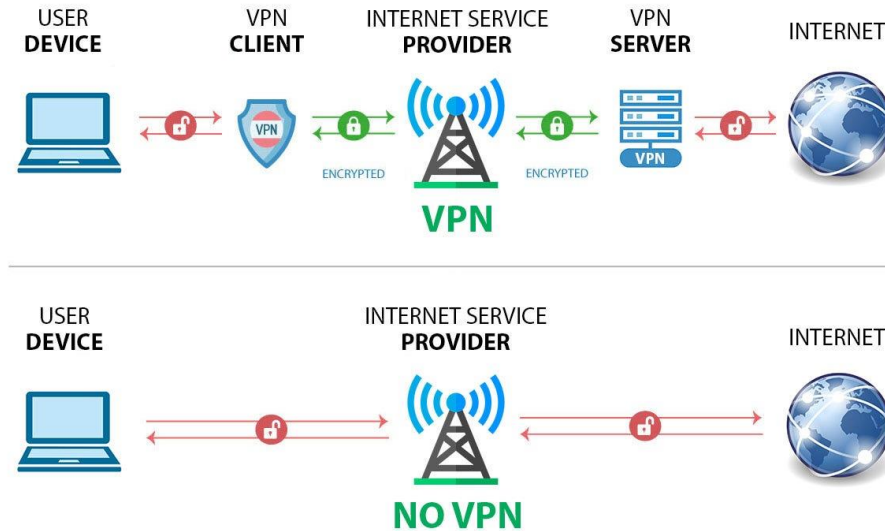 USER
DEVICE
VPN
CLIENT
INTERNET SERVICE
PROVIDER
VPN
SERVER
INTERNET
VPN
ENCRYPTED
ENCRYPTED
VPN
VPN
USER
DEVICE
INTERNET SERVICE
PROVIDER
INTERNET
NO VPN